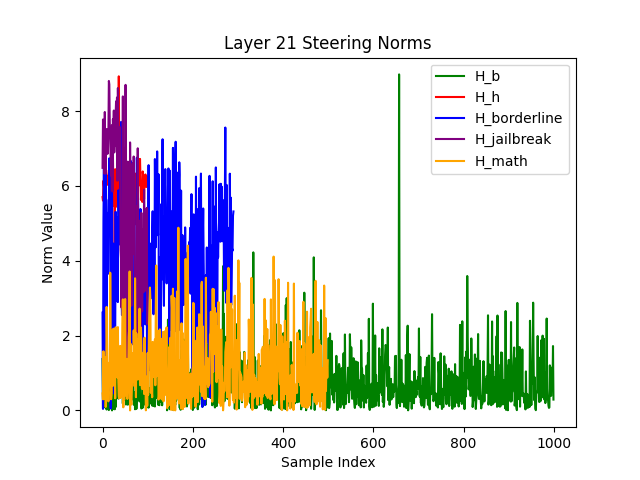 Layer 21 Steering Norms
H_b
H_h
H_borderline
H_jailbreak
H_math
Norm Value
8
6
4
2
0
0 200 400 600 800 1000
Sample Index